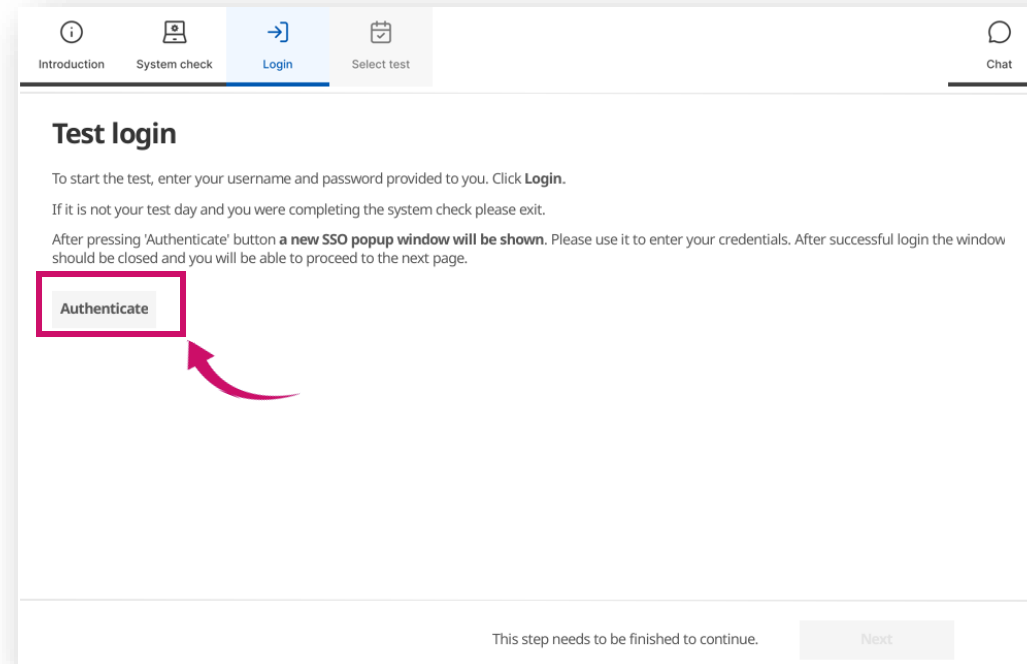 Introduction
System check
Login
Select test
Chat
Test login
To start the test, enter your username and password provided to you. Click Login.
If it is not your test day and you were completing the system check please exit.
After pressing 'Authenticate' button a new SSO popup window will be shown. Please use it to enter your credentials. After successful login the window
should be closed and you will be able to proceed to the next page.
Authenticate
This step needs to be finished to continue.
Next